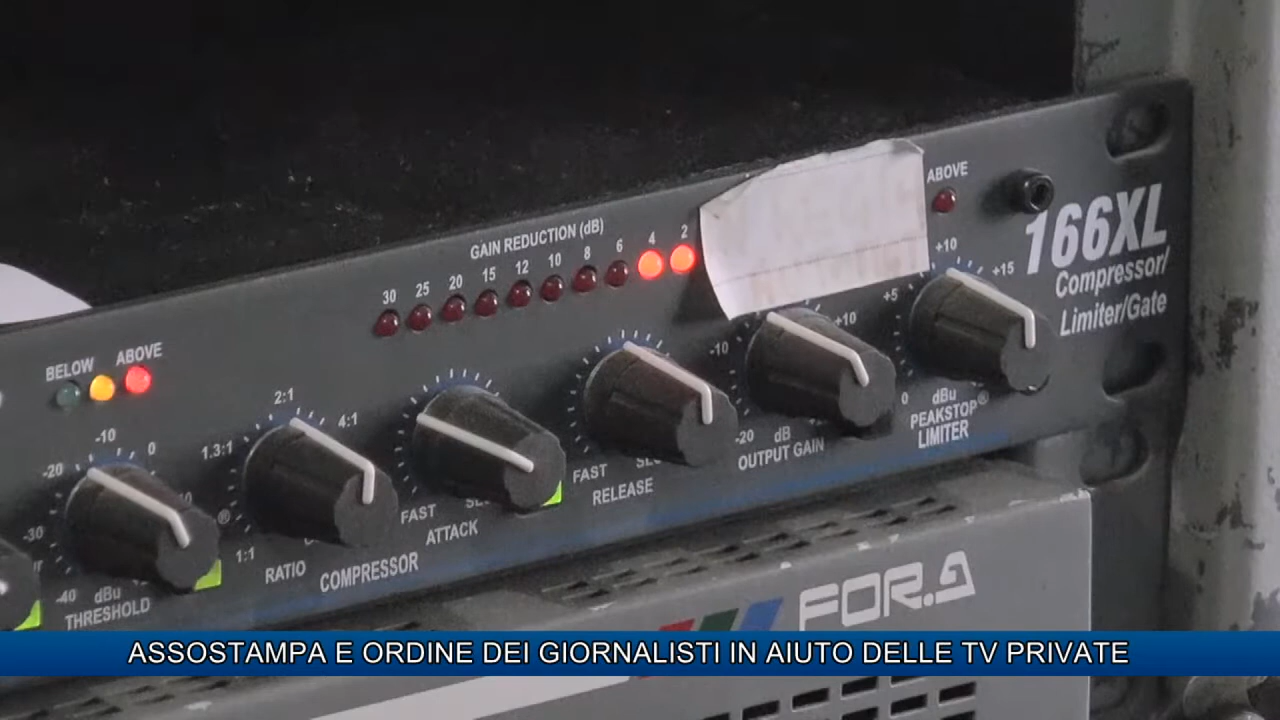 GAIN REDUCTION (dB)
30 25 20 15 12 10 8 6 4 2
ABOVE
166XL
Compressor/
Limiter/Gate
BELOW ABOVE
-40 -30 -20 -10 0
dBu
THRESHOLD
1:1 1.3:1 2:1 4:1
RATIO
COMPRESSOR
FAST
ATTACK
FAST
RELEASE
-20 -10 +10
dB
OUTPUT GAIN
0 +5 +10 +15
dBu
PEAKSTOP®
LIMITER
FOR.A
ASSOSTAMPA E ORDINE DEI GIORNALISTI IN AIUTO DELLE TV PRIVATE